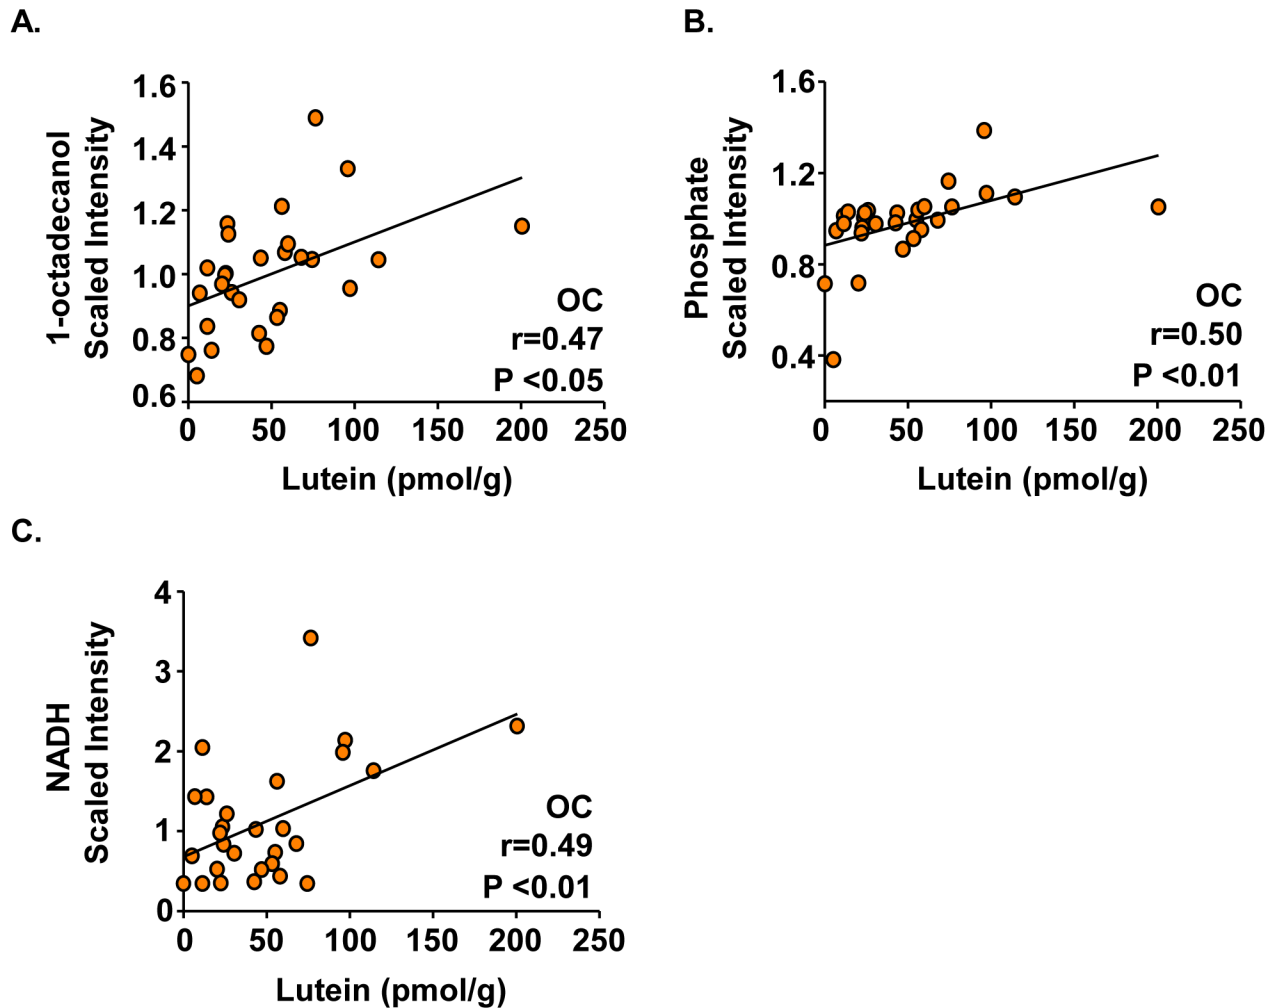 A.
1-octadecanol
Scaled Intensity
1.6
1.4
1.2
1.0
0.8
0.6
0 50 100 150 200 250
Lutein (pmol/g)
OC
r=0.47
P <0.05
B.
Phosphate
Scaled Intensity
1.6
1.2
0.8
0.4
0 50 100 150 200 250
Lutein (pmol/g)
OC
r=0.50
P <0.01
C.
NADH
Scaled Intensity
4
3
2
1
0
0 50 100 150 200 250
Lutein (pmol/g)
OC
r=0.49
P <0.01